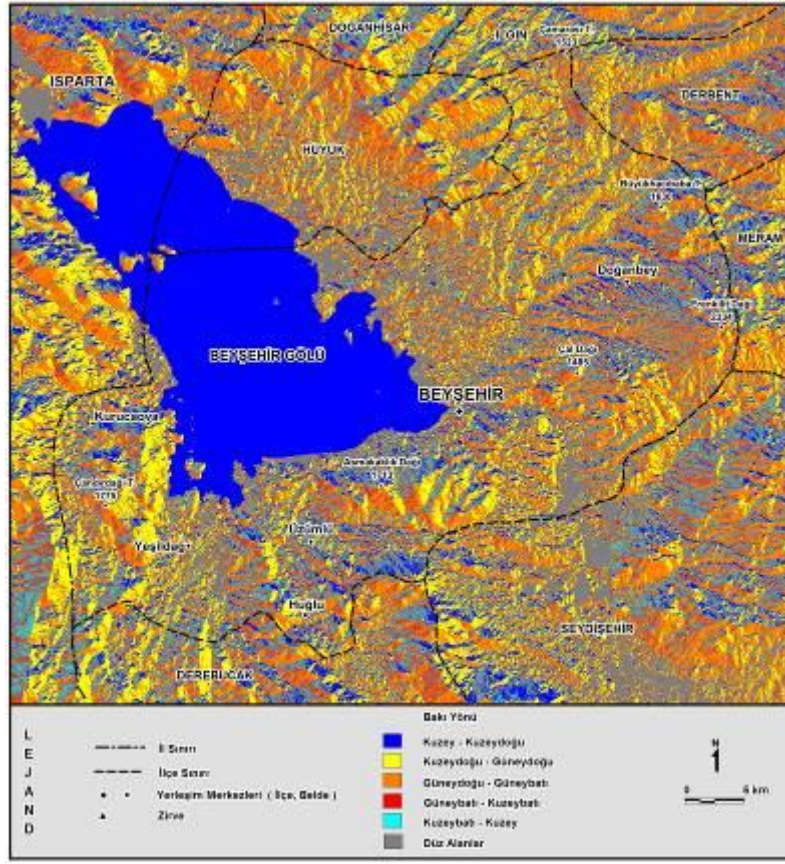 DOĞANHİSAR
ILGIN
ISPARTA
DERBENT
HÜYÜK
MERAM
Doğanbey
BEYŞEHİR GÖLÜ
BEYŞEHİR
Kurucaova
Üzümlü
Yeşildağ
Huğlu
SEYDİŞEHİR
DEREBUCAK
LEJAND
Bakı Yönü
İl Sınırı
İlçe Sınırı
Yerleşim Merkezleri ( İlçe, Belde )
Zirve
Kuzey - Kuzeydoğu
Kuzeydoğu - Güneydoğu
Güneydoğu - Güneybatı
Güneybatı - Kuzeybatı
Kuzeybatı - Kuzey
Düz Alanlar
N
0 6 km